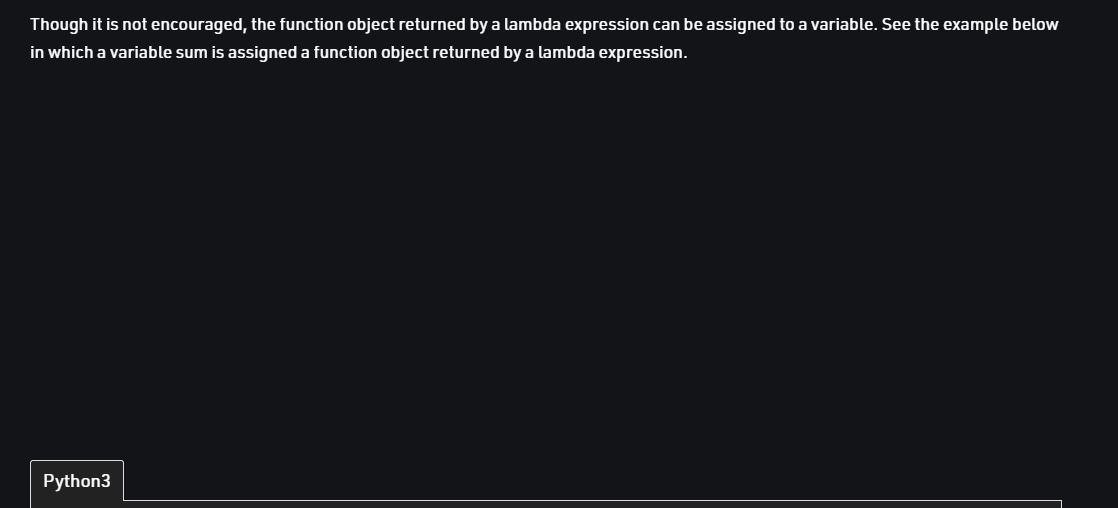 Though it is not encouraged, the function object returned by a lambda expression can be assigned to a variable. See the example below
in which a variable sum is assigned a function object returned by a lambda expression.
Python3